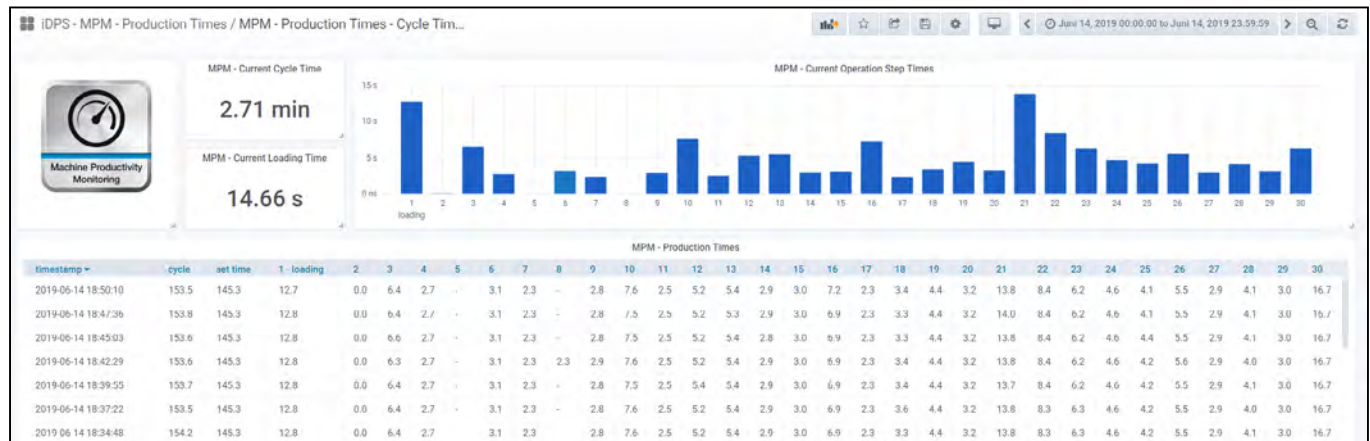 iDPS - MPM - Production Times / MPM - Production Times - Cycle Tim...
Juni 14, 2019 00:00:00 to Juni 14, 2019 23:59:59
Machine Productivity
Monitoring
MPM - Current Cycle Time
2.71 min
MPM - Current Loading Time
14.66 s
MPM - Current Operation Step Times
15 s
10 s
5 s
0 ms
1 2 3 4 5 6 7 8 9 10 11 12 13 14 15 16 17 18 19 20 21 22 23 24 25 26 27 28 29 30
loading
MPM - Production Times
timestamp cycle set time 1 - loading 2 3 4 5 6 7 8 9 10 11 12 13 14 15 16 17 18 19 20 21 22 23 24 25 26 27 28 29 30
2019-06-14 18:50:10 153.5 145.3 12.7 0.0 6.4 2.7 - 3.1 2.3 - 2.8 7.6 2.5 5.2 5.4 2.9 3.0 7.2 2.3 3.4 4.4 3.2 13.8 8.4 6.2 4.6 4.1 5.5 2.9 4.1 3.0 16.7
2019-06-14 18:47:36 153.8 145.3 12.8 0.0 6.4 2.7 - 3.1 2.3 - 2.8 7.5 2.5 5.2 5.3 2.9 3.0 6.9 2.3 3.3 4.4 3.2 14.0 8.4 6.2 4.6 4.1 5.5 2.9 4.1 3.0 16.7
2019-06-14 18:45:03 153.6 145.3 12.8 0.0 6.6 2.7 - 3.1 2.3 - 2.8 7.5 2.5 5.2 5.4 2.8 3.0 6.9 2.3 3.3 4.4 3.2 13.8 8.4 6.2 4.6 4.4 5.5 2.9 4.1 3.0 16.7
2019-06-14 18:42:29 153.6 145.3 12.8 0.0 6.3 2.7 - 3.1 2.3 2.3 2.9 7.6 2.5 5.2 5.4 2.9 3.0 6.9 2.3 3.4 4.4 3.2 13.8 8.4 6.2 4.6 4.2 5.6 2.9 4.0 3.0 16.7
2019-06-14 18:39:55 153.7 145.3 12.8 0.0 6.4 2.7 - 3.1 2.3 - 2.8 7.5 2.5 5.4 5.4 2.9 3.0 6.9 2.3 3.4 4.4 3.2 13.7 8.4 6.2 4.6 4.2 5.5 2.9 4.1 3.0 16.7
2019-06-14 18:37:22 153.5 145.3 12.8 0.0 6.4 2.7 - 3.1 2.3 - 2.8 7.6 2.5 5.2 5.4 2.9 3.0 6.9 2.3 3.6 4.4 3.2 13.8 8.3 6.3 4.6 4.2 5.5 2.9 4.0 3.0 16.7
2019-06-14 18:34:48 154.2 145.3 12.8 0.0 6.4 2.7 3.1 2.3 2.8 7.6 2.5 5.2 5.4 2.9 3.0 6.9 2.3 3.3 4.4 3.2 13.8 8.3 6.3 4.6 4.2 5.5 2.9 4.1 3.0 16.7